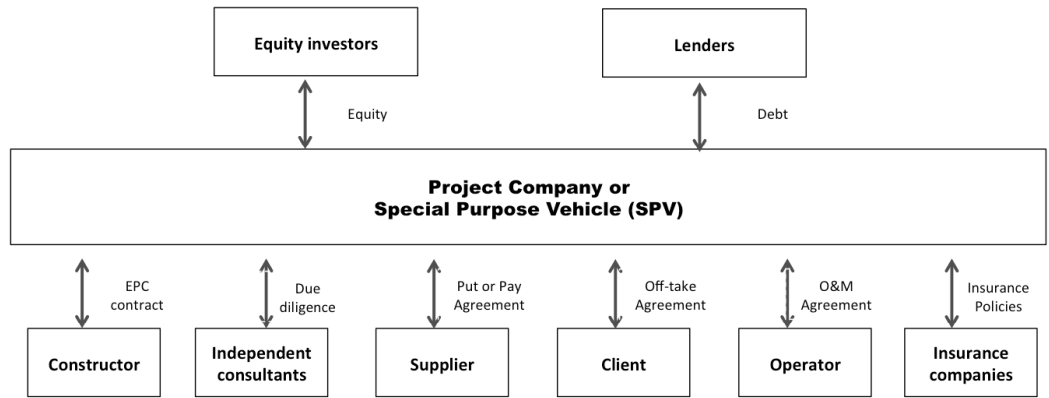 Equity investors
Lenders
Equity
Debt
Project Company or
Special Purpose Vehicle (SPV)
EPC
contract
Due
diligence
Put or Pay
Agreement
Off-take
Agreement
O&M
Agreement
Insurance
Policies
Constructor
Independent
consultants
Supplier
Client
Operator
Insurance
companies